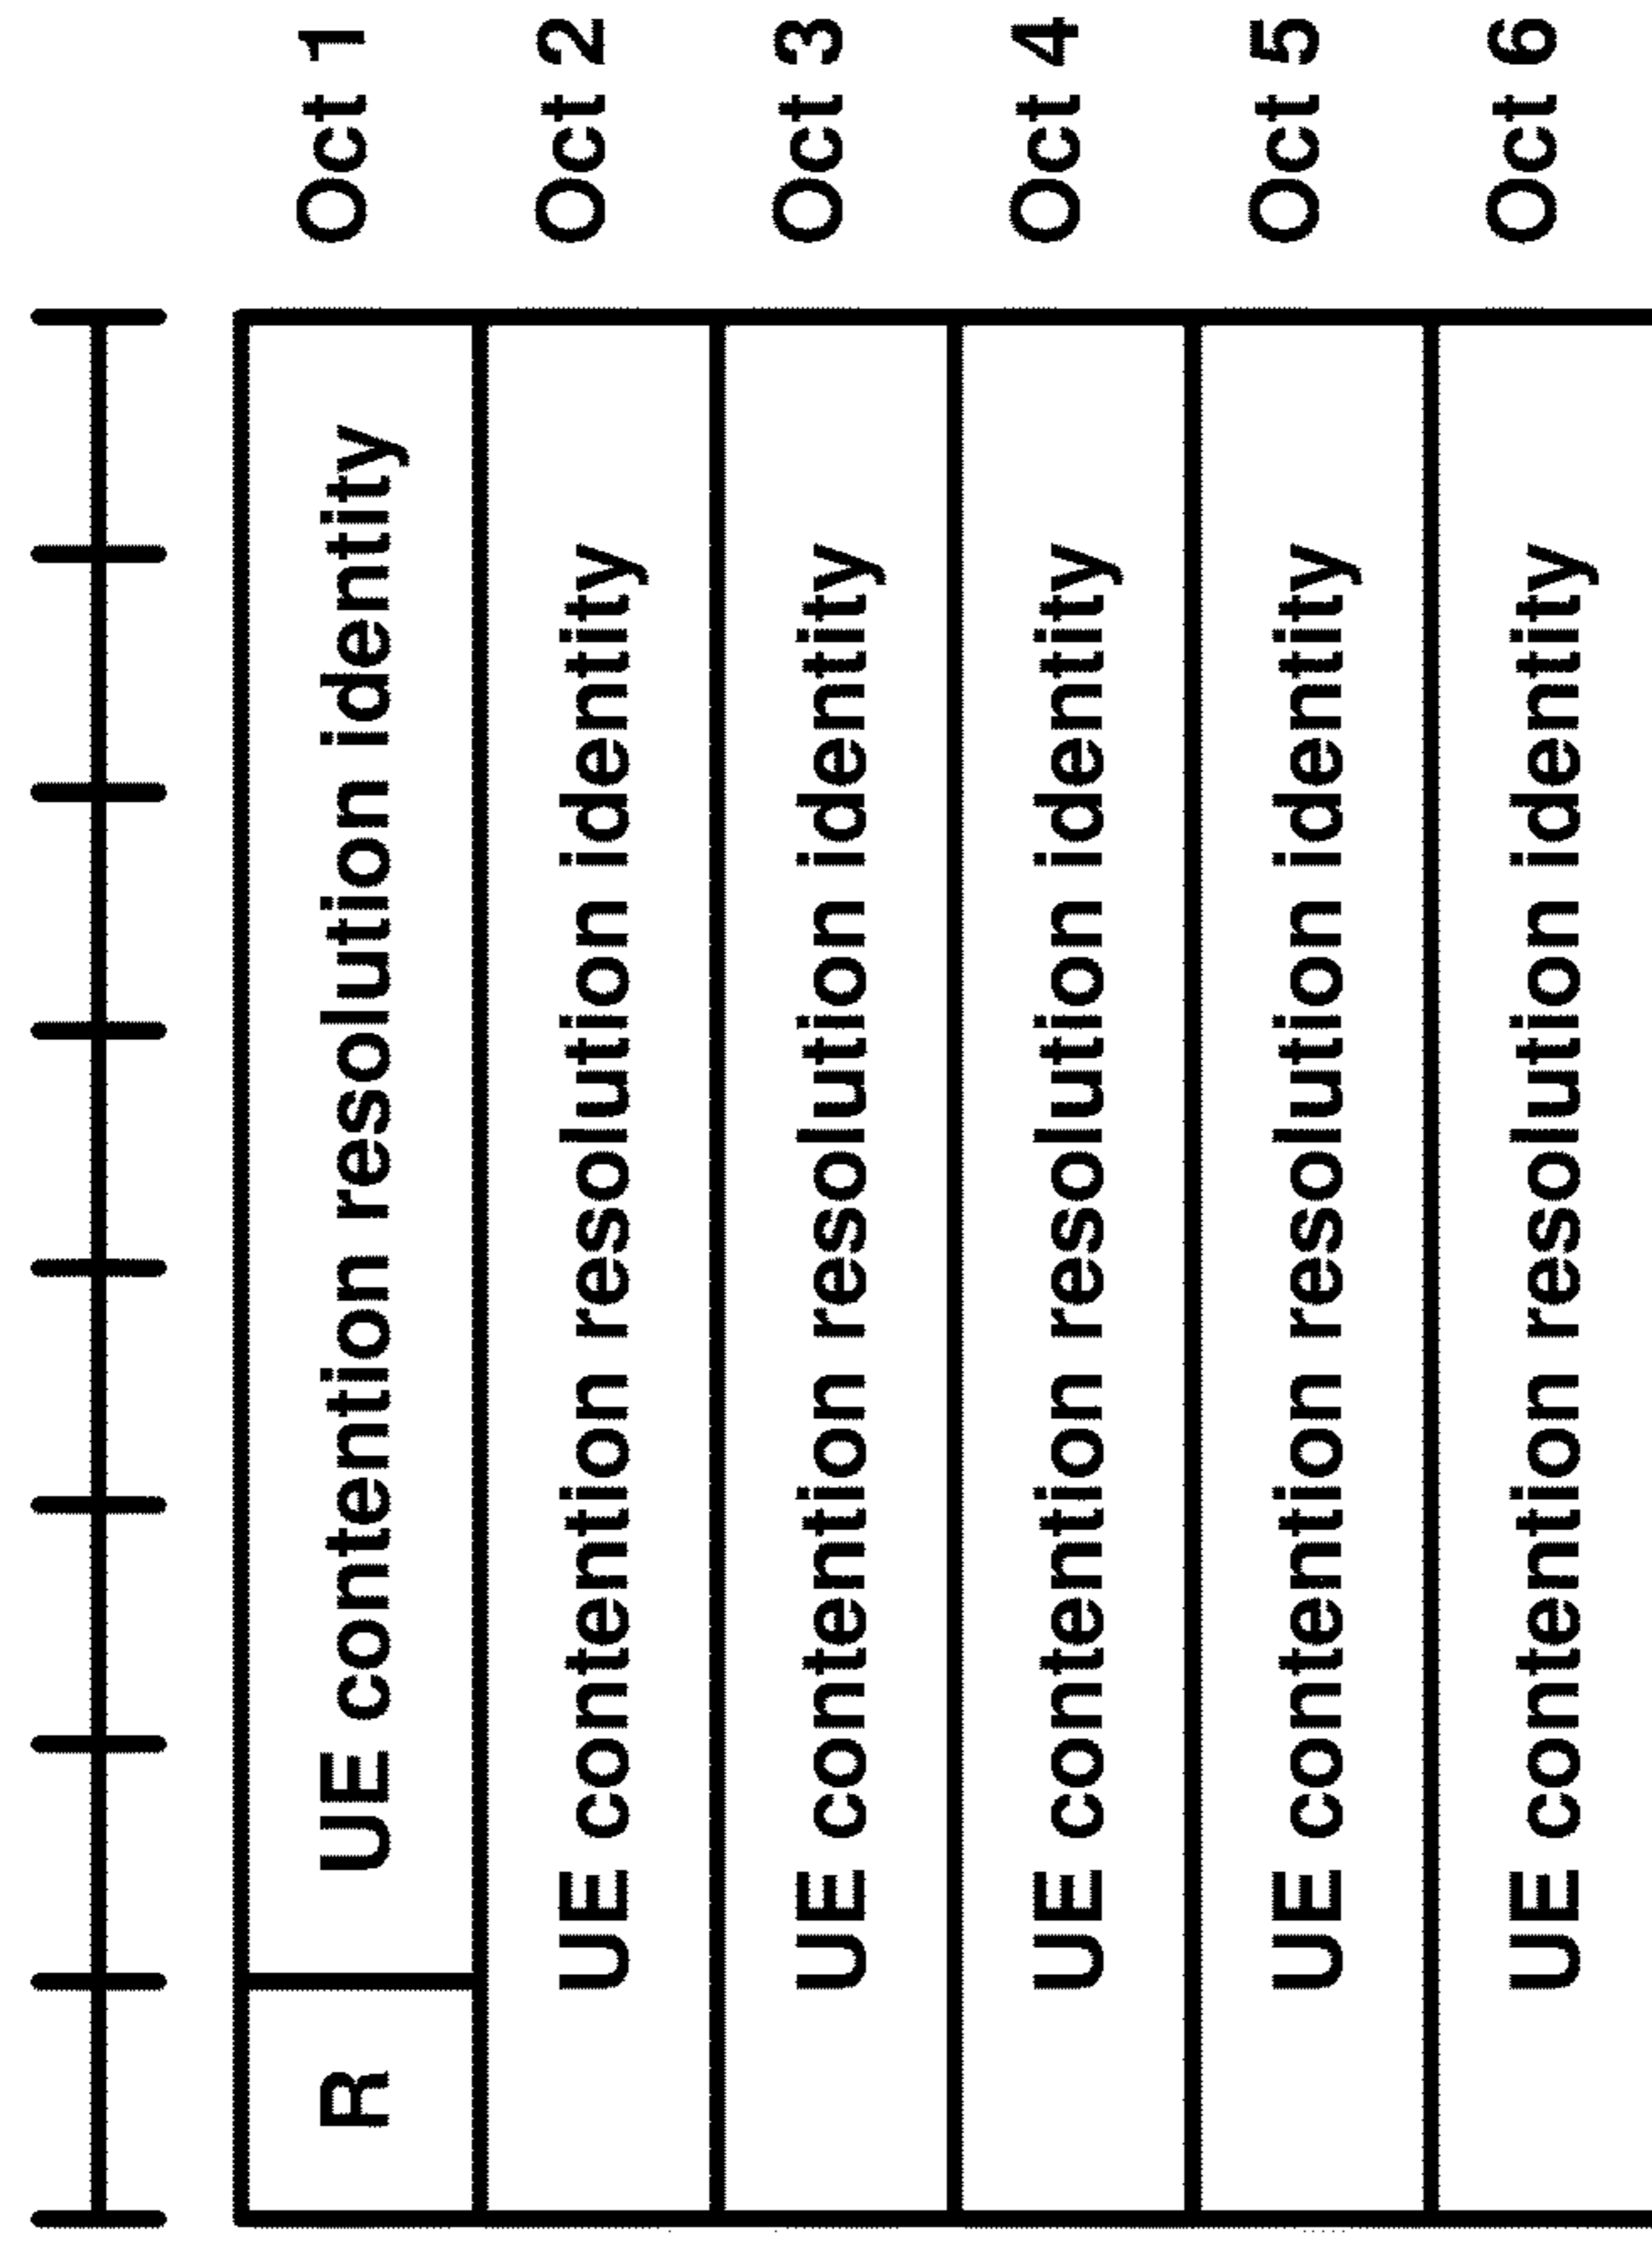 R UE contention resolution identity Oct 1
UE contention resolution identity Oct 2
UE contention resolution identity Oct 3
UE contention resolution identity Oct 4
UE contention resolution identity Oct 5
UE contention resolution identity Oct 6